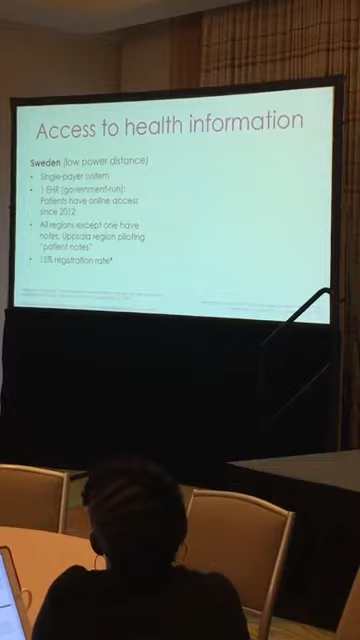 Access to health information
Sweden (low power distance)
• Single-payer system
• 1 EHR (government-run):
Patients have online access
since 2012
• All regions except one have
notes, Uppsala region piloting
"patient notes"
• 15% registration rate*